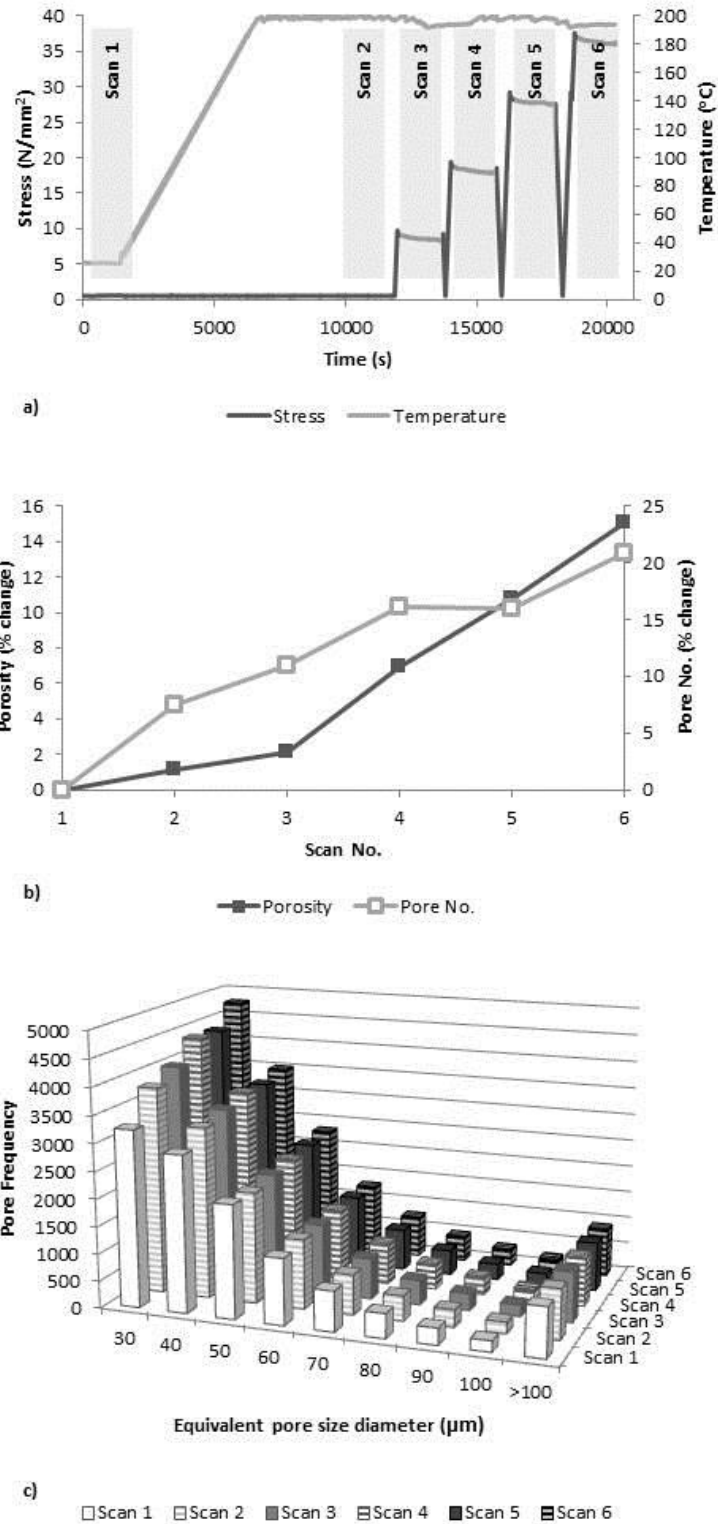 40
35
30
25
20
15
10
5
0
Stress (N/mm²)
Scan 1
Scan 2
Scan 3
Scan 4
Scan 5
Scan 6
200
180
160
140
120
100
80
60
40
20
0
Temperature (°C)
0 5000 10000 15000 20000
Time (s)
a)
Stress Temperature
16
14
12
10
8
6
4
2
0
Porosity (% change)
25
20
15
10
5
0
Pore No. (% change)
1 2 3 4 5 6
Scan No.
b)
Porosity Pore No.
5000
4500
4000
3500
3000
2500
2000
1500
1000
500
0
Pore Frequency
Scan 6
Scan 5
Scan 4
Scan 3
Scan 2
Scan 1
30 40 50 60 70 80 90 100 >100
Equivalent pore size diameter (µm)
c)
Scan 1 Scan 2 Scan 3 Scan 4 Scan 5 Scan 6